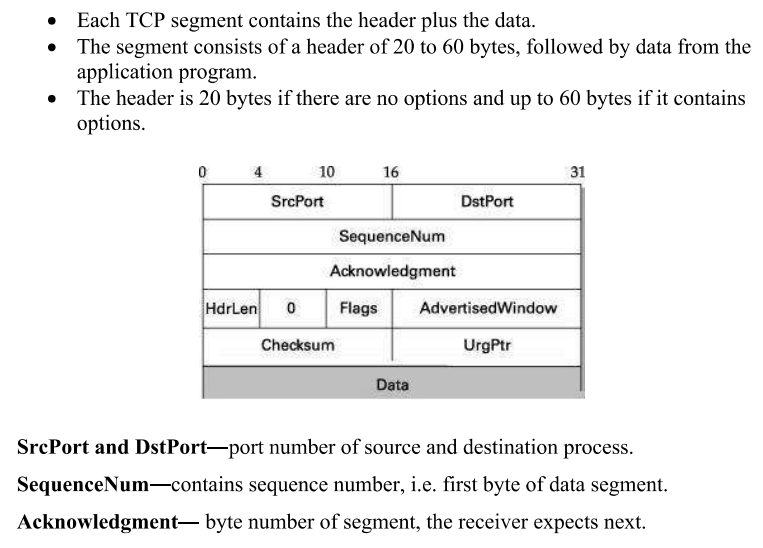 • Each TCP segment contains the header plus the data.
• The segment consists of a header of 20 to 60 bytes, followed by data from the
application program.
• The header is 20 bytes if there are no options and up to 60 bytes if it contains
options.
0 4 10 16 31
SrcPort DstPort
SequenceNum
Acknowledgment
HdrLen 0 Flags AdvertisedWindow
Checksum UrgPtr
Data
SrcPort and DstPort—port number of source and destination process.
SequenceNum—contains sequence number, i.e. first byte of data segment.
Acknowledgment— byte number of segment, the receiver expects next.